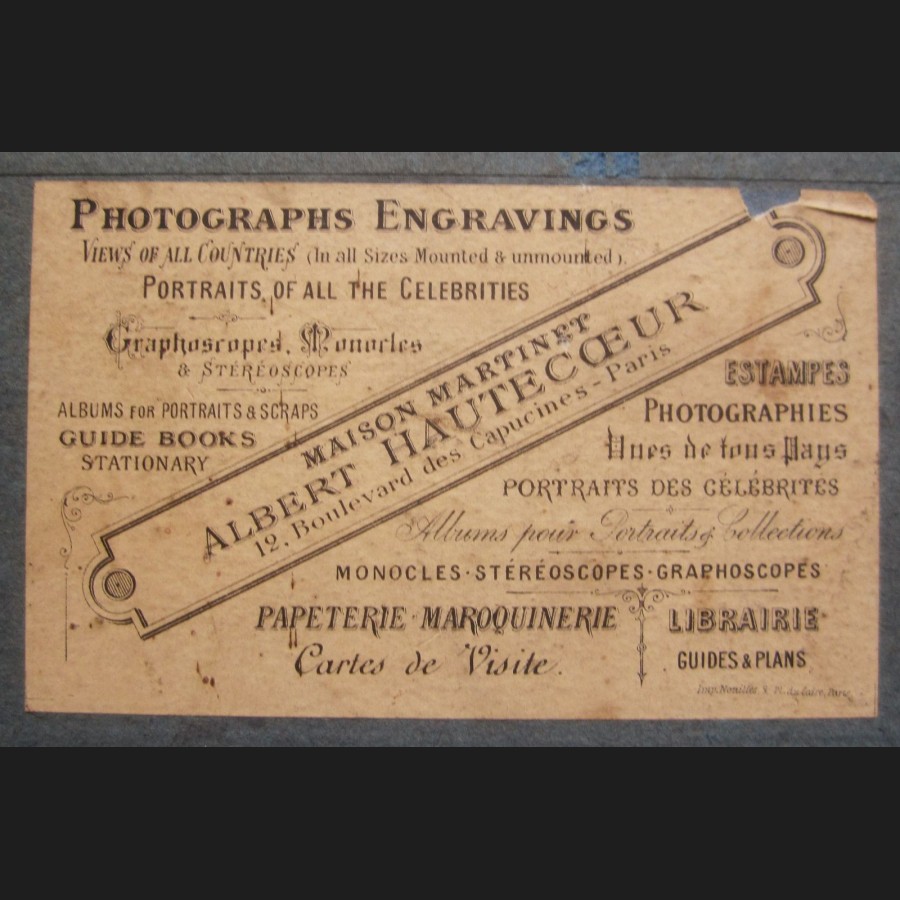 PHOTOGRAPHS ENGRAVINGS
VIEWS OF ALL COUNTRIES (In all Sizes Mounted & unmounted).
PORTRAITS OF ALL THE CELEBRITIES
Graphoscopes, Monocles
& STÉRÉOSCOPES
ALBUMS FOR PORTRAITS & SCRAPS
GUIDE BOOKS
STATIONARY
MAISON MARTINET
ALBERT HAUTECŒUR
12, Boulevard des Capucines - Paris
ESTAMPES
PHOTOGRAPHIES
Vues de tous Pays
PORTRAITS DES CÉLÉBRITÉS
Albums pour Portraits & Collections
MONOCLES · STÉRÉOSCOPES · GRAPHOSCOPES
PAPETERIE · MAROQUINERIE
Cartes de Visite.
LIBRAIRIE
GUIDES & PLANS
Paris